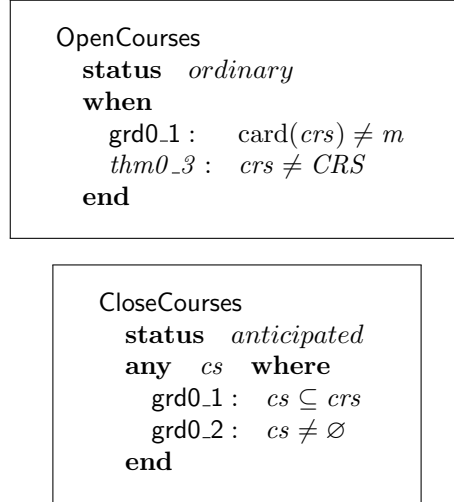 OpenCourses
status ordinary
when
grd0_1 : card(crs) ≠ m
thm0_3 : crs ≠ CRS
end
CloseCourses
status anticipated
any cs where
grd0_1 : cs ⊆ crs
grd0_2 : cs ≠ ∅
end